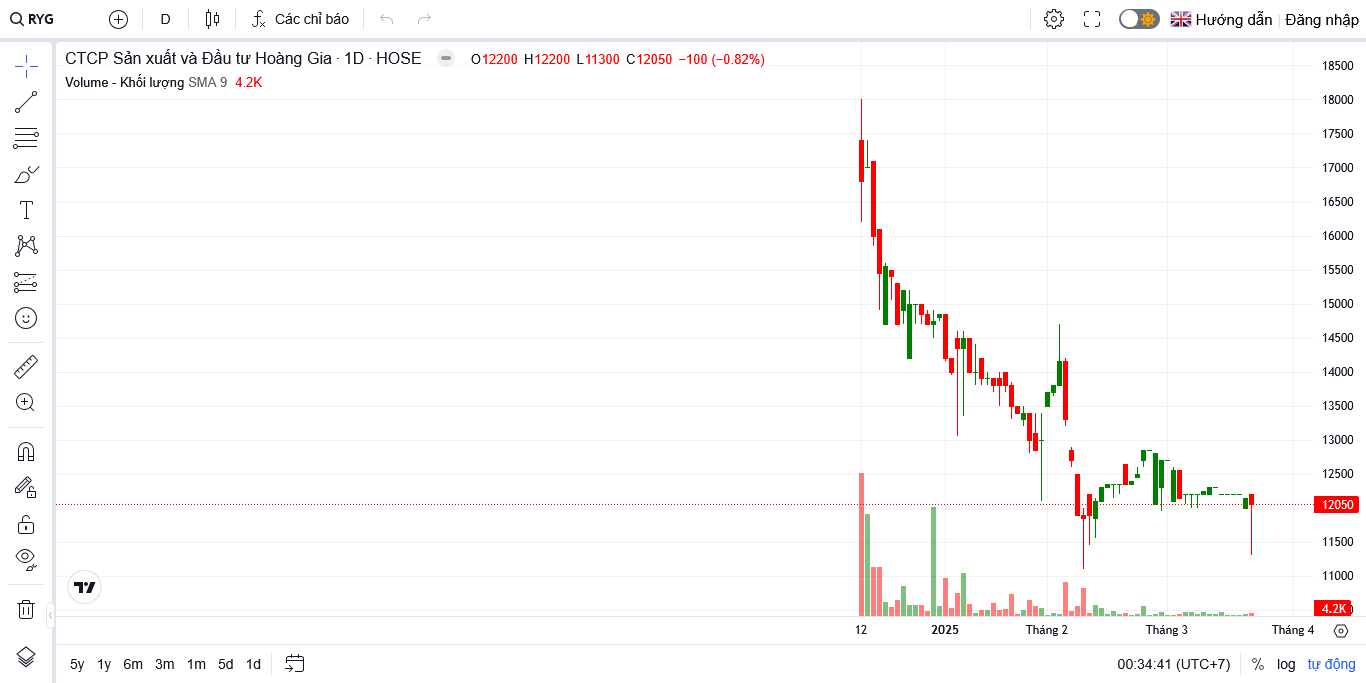 RYG D Các chỉ báo Hướng dẫn Đăng nhập
CTCP Sản xuất và Đầu tư Hoàng Gia · 1D · HOSE O12200 H12200 L11300 C12050 −100 (−0.82%)
Volume - Khối lượng SMA 9 4.2K
18500
18000
17500
17000
16500
16000
15500
15000
14500
14000
13500
13000
12500
12050
11500
11000
4.2K
12 2025 Tháng 2 Tháng 3 Tháng 4
5y 1y 6m 3m 1m 5d 1d 00:34:41 (UTC+7) % log tự động